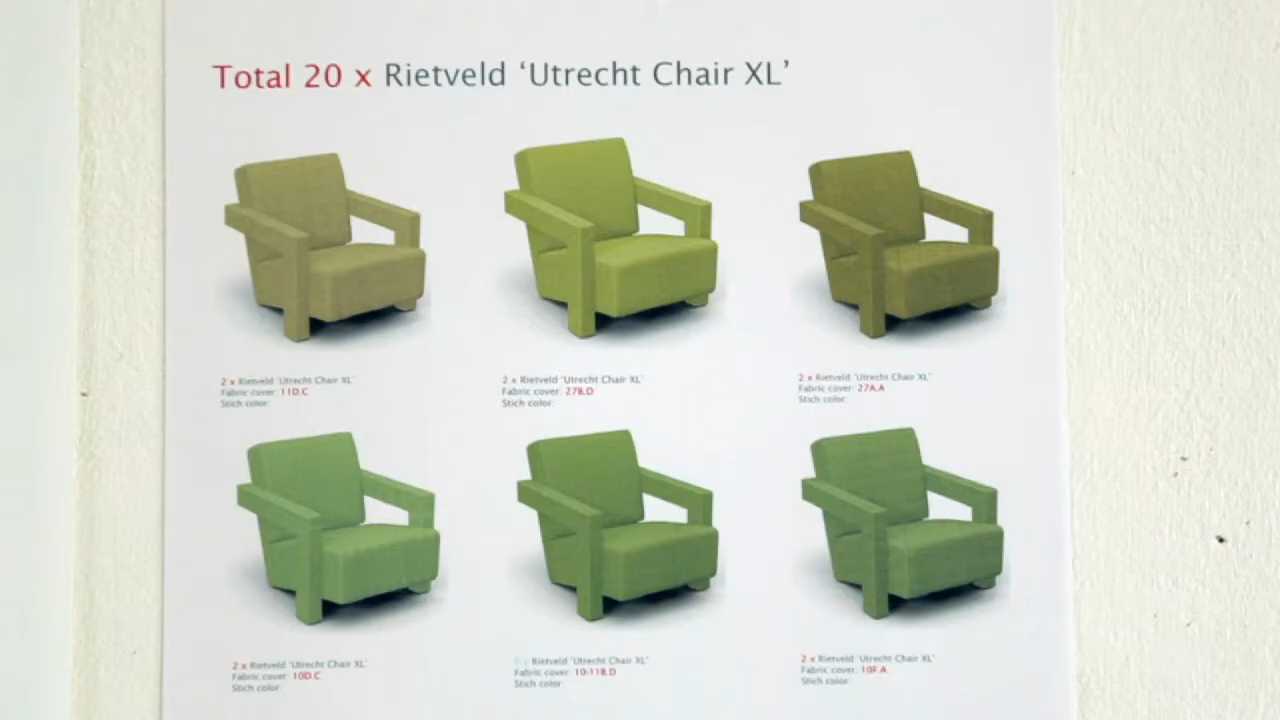 Total 20 x Rietveld ‘Utrecht Chair XL’
2 x Rietveld ‘Utrecht Chair XL’
Fabric cover: 11D.C
Stich color:
2 x Rietveld ‘Utrecht Chair XL’
Fabric cover: 27B.D
Stich color:
2 x Rietveld ‘Utrecht Chair XL’
Fabric cover: 27A.A
Stich color:
2 x Rietveld ‘Utrecht Chair XL’
Fabric cover: 10D.C
Stich color:
Rietveld ‘Utrecht Chair XL’
Fabric cover: 10-11B.D
Stich color:
2 x Rietveld ‘Utrecht Chair XL’
Fabric cover: 10F.A
Stich color: